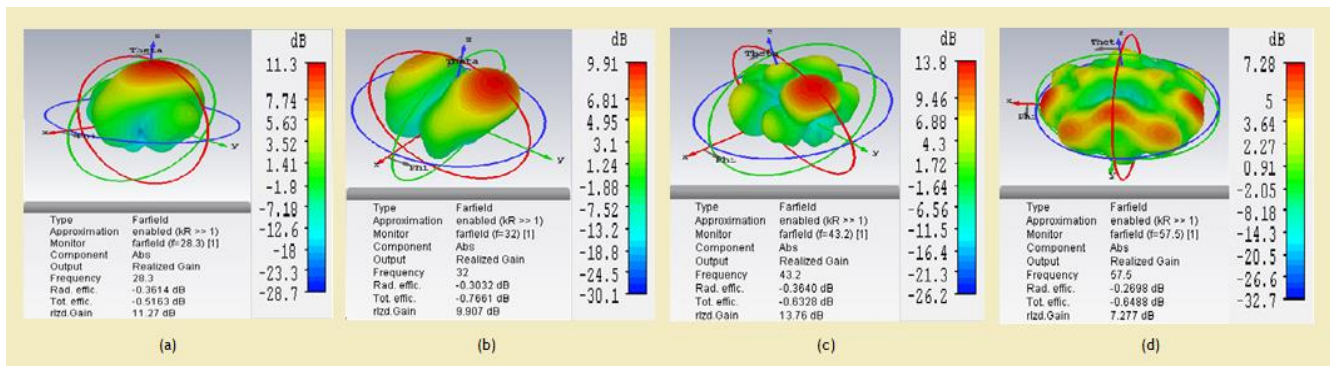 z
Theta
x
y
dB
11.3
7.74
5.63
3.52
1.41
-1.8
-7.18
-12.6
-18
-23.3
-28.7
Type Farfield
Approximation enabled (kR >> 1)
Monitor farfield (f=28.3) [1]
Component Abs
Output Realized Gain
Frequency 28.3
Rad. effic. -0.3614 dB
Tot. effic. -0.5163 dB
rlzd.Gain 11.27 dB
(a)
z
Theta
x
Phi
y
dB
9.91
6.81
4.95
3.1
1.24
-1.88
-7.52
-13.2
-18.8
-24.5
-30.1
Type Farfield
Approximation enabled (kR >> 1)
Monitor farfield (f=32) [1]
Component Abs
Output Realized Gain
Frequency 32
Rad. effic. -0.3032 dB
Tot. effic. -0.7661 dB
rlzd.Gain 9.907 dB
(b)
z
Theta
x
Phi
y
dB
13.8
9.46
6.88
4.3
1.72
-1.64
-6.56
-11.5
-16.4
-21.3
-26.2
Type Farfield
Approximation enabled (kR >> 1)
Monitor farfield (f=43.2) [1]
Component Abs
Output Realized Gain
Frequency 43.2
Rad. effic. -0.3640 dB
Tot. effic. -0.6328 dB
rlzd.Gain 13.76 dB
(c)
z
Theta
x
Phi
y
dB
7.28
5
3.64
2.27
0.91
-2.05
-8.18
-14.3
-20.5
-26.6
-32.7
Type Farfield
Approximation enabled (kR >> 1)
Monitor farfield (f=57.5) [1]
Component Abs
Output Realized Gain
Frequency 57.5
Rad. effic. -0.2698 dB
Tot. effic. -0.6488 dB
rlzd.Gain 7.277 dB
(d)